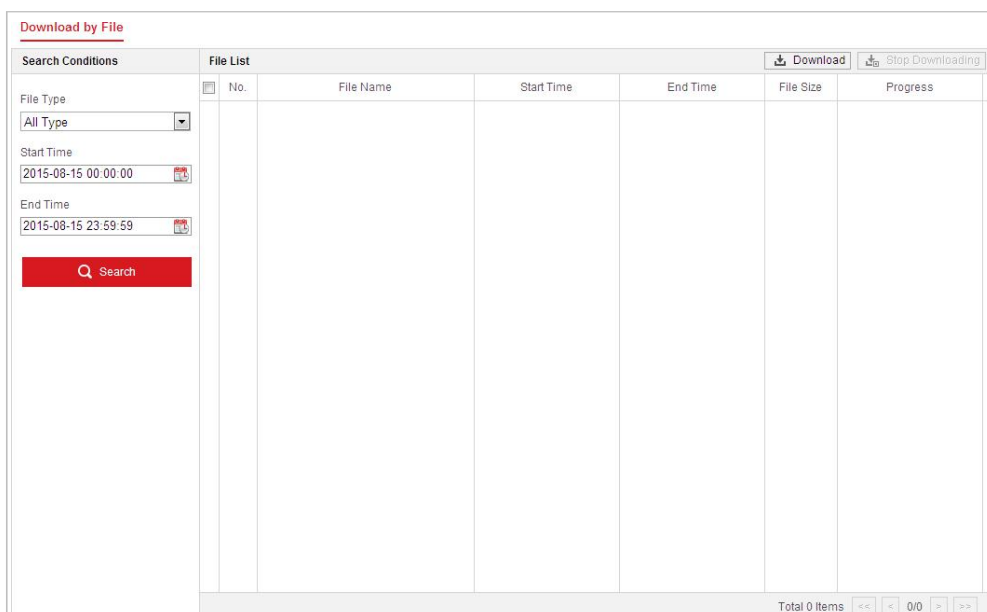 Download by File
Search Conditions
File List
Download
Stop Downloading
No.
File Name
Start Time
End Time
File Size
Progress
File Type
All Type
Start Time
2015-08-15 00:00:00
End Time
2015-08-15 23:59:59
Search
Total 0 Items << < 0/0 > >>